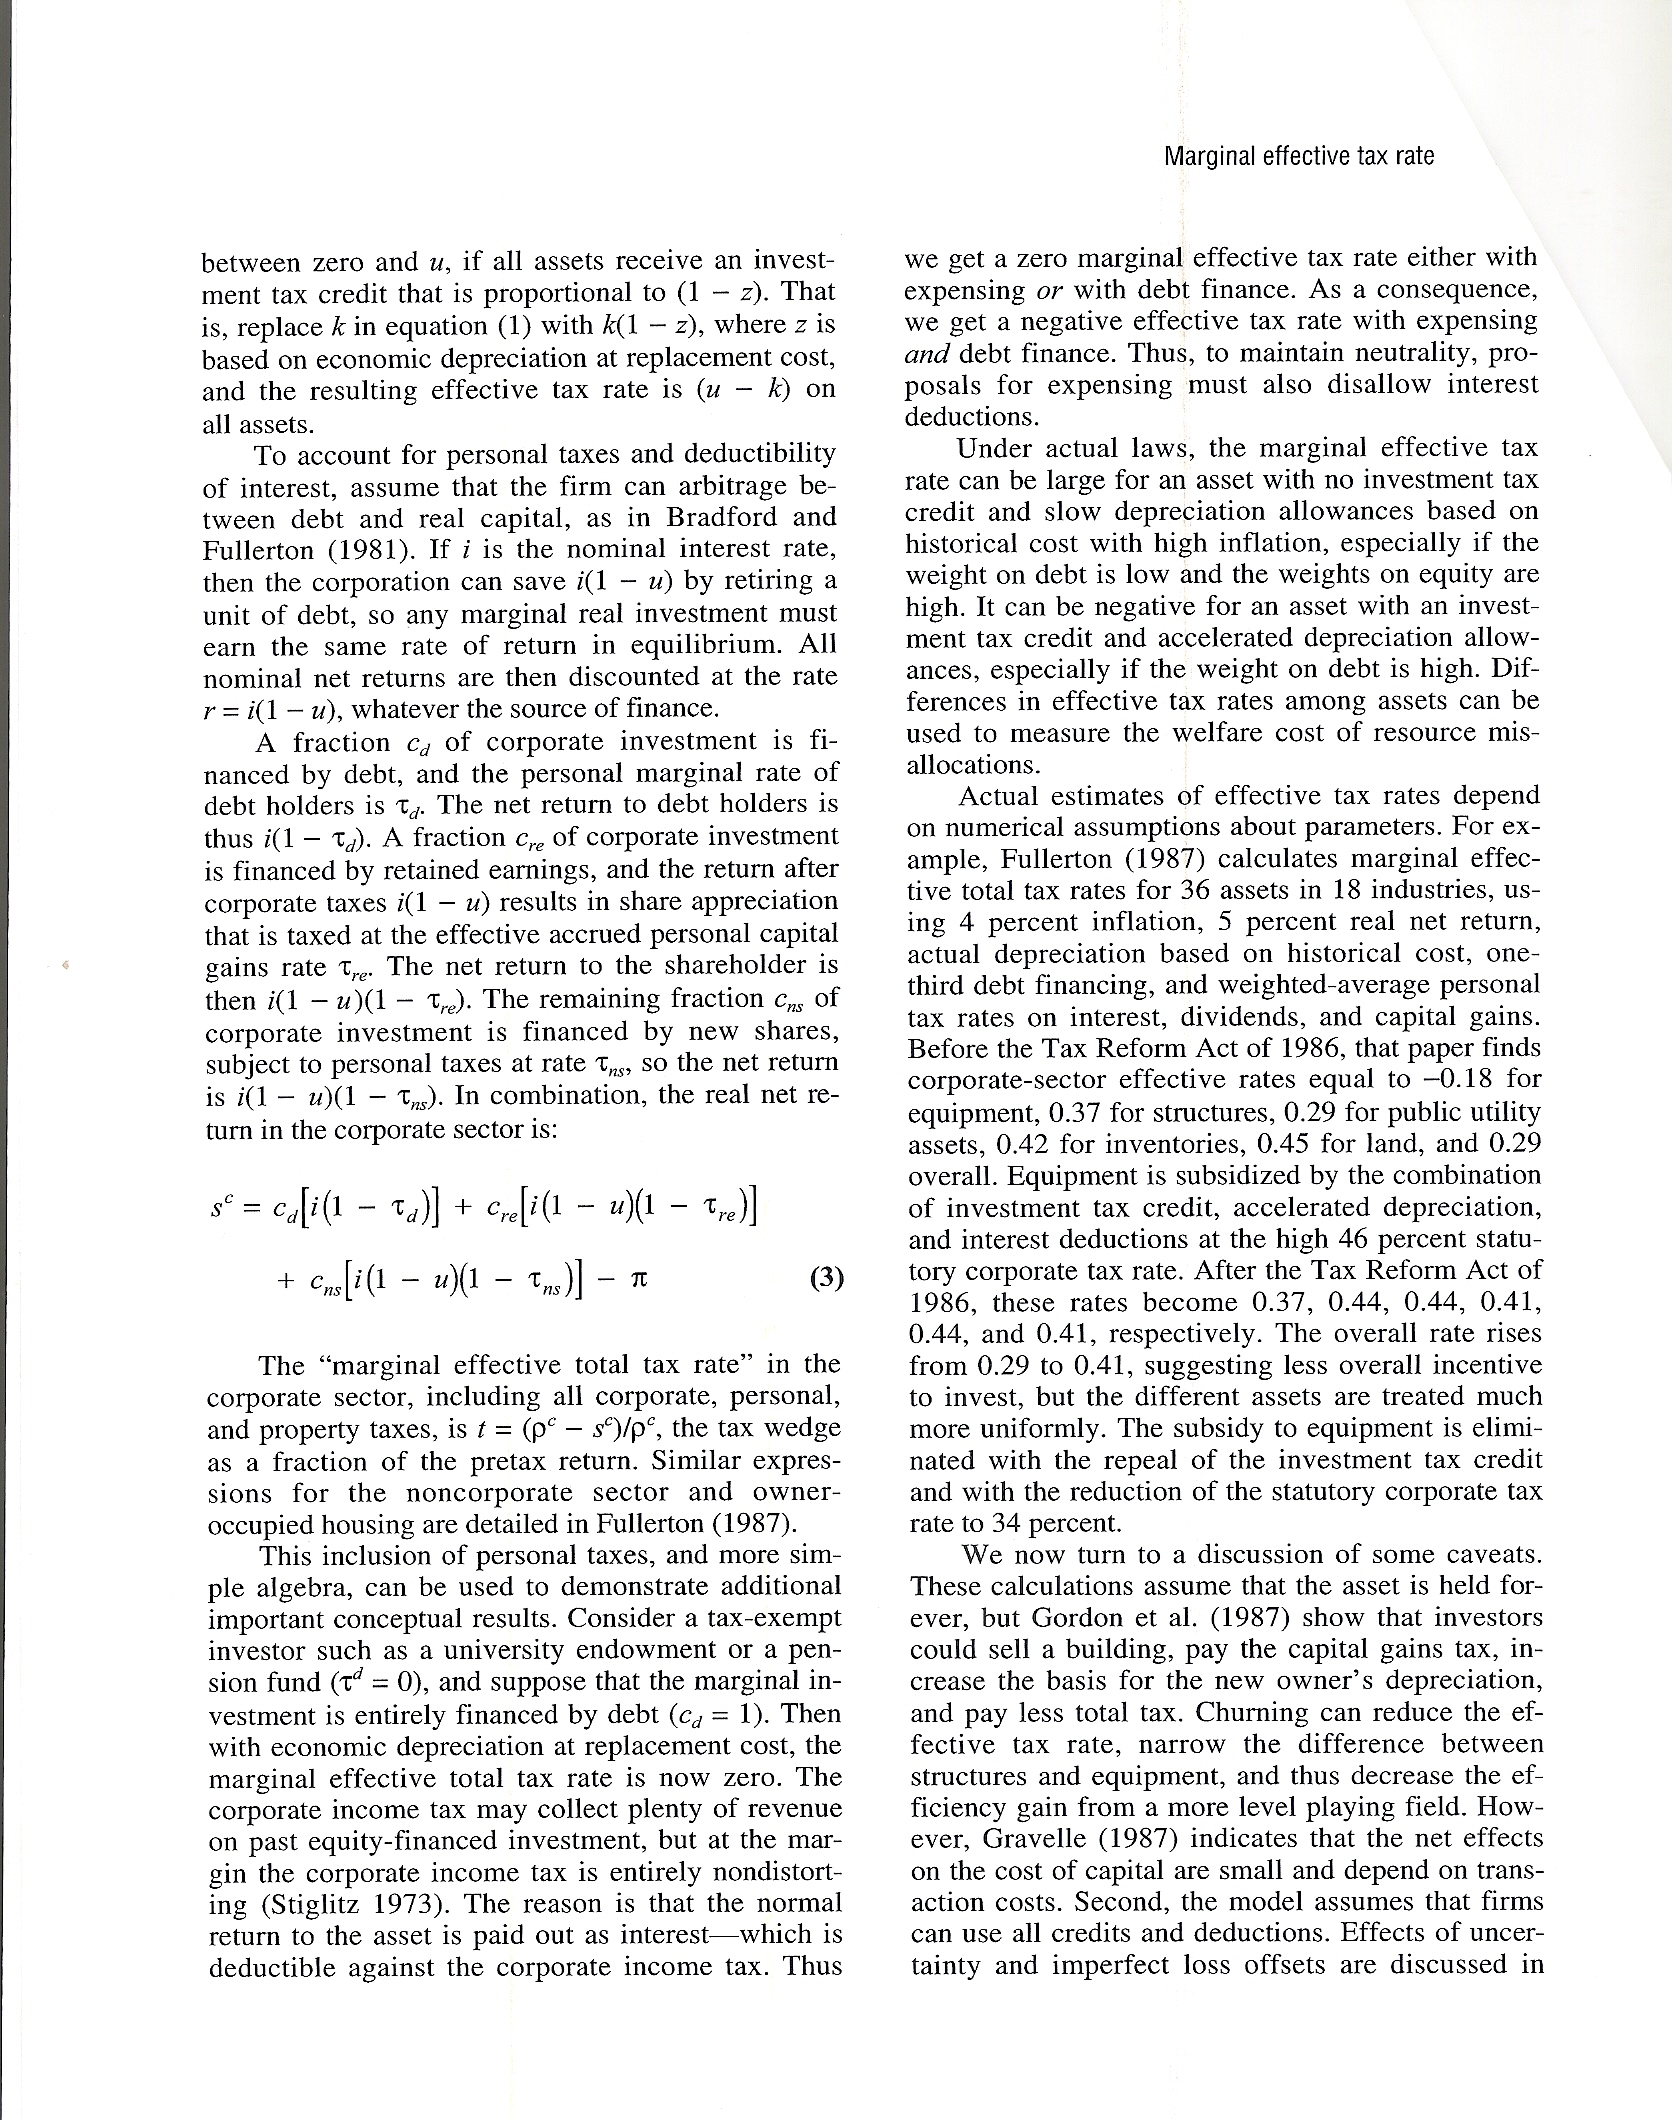 Marginal effective tax rate
between zero and u, if all assets receive an invest-
ment tax credit that is proportional to (1 − z). That
is, replace k in equation (1) with k(1 − z), where z is
based on economic depreciation at replacement cost,
and the resulting effective tax rate is (u − k) on
all assets.
To account for personal taxes and deductibility
of interest, assume that the firm can arbitrage be-
tween debt and real capital, as in Bradford and
Fullerton (1981). If i is the nominal interest rate,
then the corporation can save i(1 − u) by retiring a
unit of debt, so any marginal real investment must
earn the same rate of return in equilibrium. All
nominal net returns are then discounted at the rate
r = i(1 − u), whatever the source of finance.
A fraction c_d of corporate investment is fi-
nanced by debt, and the personal marginal rate of
debt holders is τ_d. The net return to debt holders is
thus i(1 − τ_d). A fraction c_re of corporate investment
is financed by retained earnings, and the return after
corporate taxes i(1 − u) results in share appreciation
that is taxed at the effective accrued personal capital
gains rate τ_re. The net return to the shareholder is
then i(1 − u)(1 − τ_re). The remaining fraction c_ns of
corporate investment is financed by new shares,
subject to personal taxes at rate τ_ns, so the net return
is i(1 − u)(1 − τ_ns). In combination, the real net re-
turn in the corporate sector is:
s^c = c_d[i(1 − τ_d)] + c_re[i(1 − u)(1 − τ_re)]
+ c_ns[i(1 − u)(1 − τ_ns)] − π (3)
The “marginal effective total tax rate” in the
corporate sector, including all corporate, personal,
and property taxes, is t = (ρ^c − s^c)/ρ^c, the tax wedge
as a fraction of the pretax return. Similar expres-
sions for the noncorporate sector and owner-
occupied housing are detailed in Fullerton (1987).
This inclusion of personal taxes, and more sim-
ple algebra, can be used to demonstrate additional
important conceptual results. Consider a tax-exempt
investor such as a university endowment or a pen-
sion fund (τ^d = 0), and suppose that the marginal in-
vestment is entirely financed by debt (c_d = 1). Then
with economic depreciation at replacement cost, the
marginal effective total tax rate is now zero. The
corporate income tax may collect plenty of revenue
on past equity-financed investment, but at the mar-
gin the corporate income tax is entirely nondistort-
ing (Stiglitz 1973). The reason is that the normal
return to the asset is paid out as interest—which is
deductible against the corporate income tax. Thus
we get a zero marginal effective tax rate either with
expensing or with debt finance. As a consequence,
we get a negative effective tax rate with expensing
and debt finance. Thus, to maintain neutrality, pro-
posals for expensing must also disallow interest
deductions.
Under actual laws, the marginal effective tax
rate can be large for an asset with no investment tax
credit and slow depreciation allowances based on
historical cost with high inflation, especially if the
weight on debt is low and the weights on equity are
high. It can be negative for an asset with an invest-
ment tax credit and accelerated depreciation allow-
ances, especially if the weight on debt is high. Dif-
ferences in effective tax rates among assets can be
used to measure the welfare cost of resource mis-
allocations.
Actual estimates of effective tax rates depend
on numerical assumptions about parameters. For ex-
ample, Fullerton (1987) calculates marginal effec-
tive total tax rates for 36 assets in 18 industries, us-
ing 4 percent inflation, 5 percent real net return,
actual depreciation based on historical cost, one-
third debt financing, and weighted-average personal
tax rates on interest, dividends, and capital gains.
Before the Tax Reform Act of 1986, that paper finds
corporate-sector effective rates equal to −0.18 for
equipment, 0.37 for structures, 0.29 for public utility
assets, 0.42 for inventories, 0.45 for land, and 0.29
overall. Equipment is subsidized by the combination
of investment tax credit, accelerated depreciation,
and interest deductions at the high 46 percent statu-
tory corporate tax rate. After the Tax Reform Act of
1986, these rates become 0.37, 0.44, 0.44, 0.41,
0.44, and 0.41, respectively. The overall rate rises
from 0.29 to 0.41, suggesting less overall incentive
to invest, but the different assets are treated much
more uniformly. The subsidy to equipment is elimi-
nated with the repeal of the investment tax credit
and with the reduction of the statutory corporate tax
rate to 34 percent.
We now turn to a discussion of some caveats.
These calculations assume that the asset is held for-
ever, but Gordon et al. (1987) show that investors
could sell a building, pay the capital gains tax, in-
crease the basis for the new owner’s depreciation,
and pay less total tax. Churning can reduce the ef-
fective tax rate, narrow the difference between
structures and equipment, and thus decrease the ef-
ficiency gain from a more level playing field. How-
ever, Gravelle (1987) indicates that the net effects
on the cost of capital are small and depend on trans-
action costs. Second, the model assumes that firms
can use all credits and deductions. Effects of uncer-
tainty and imperfect loss offsets are discussed in